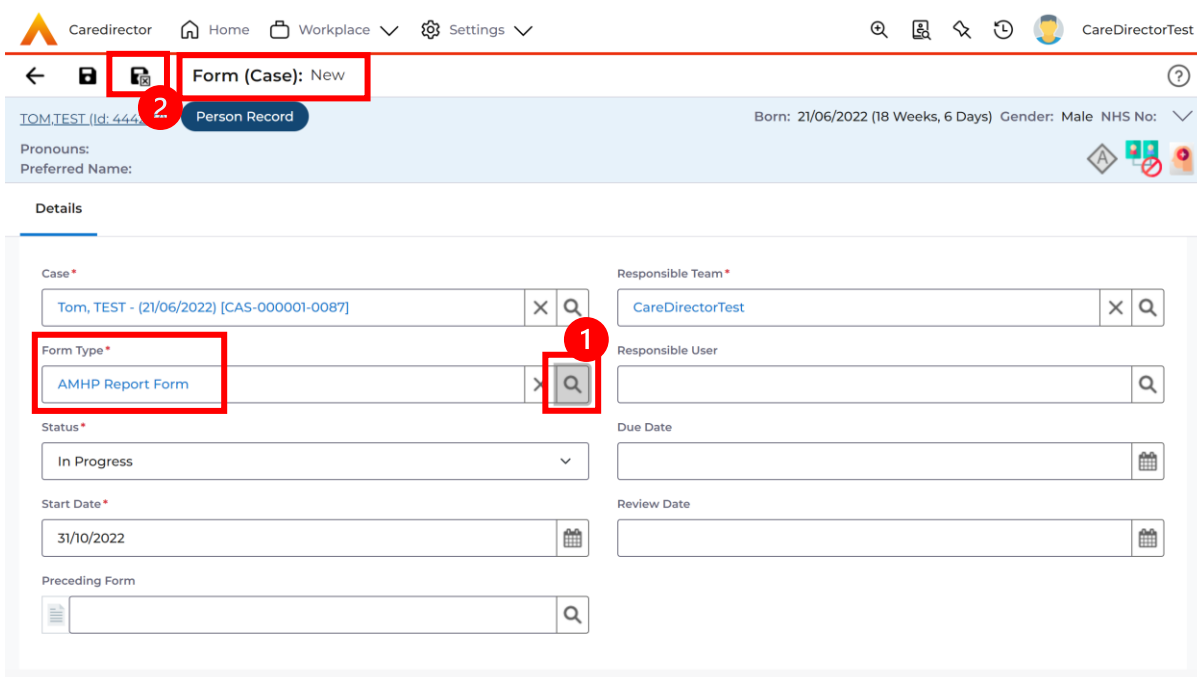 Caredirector Home Workplace Settings CareDirectorTest
Form (Case): New
2
TOM,TEST (Id: 444 Person Record Born: 21/06/2022 (18 Weeks, 6 Days) Gender: Male NHS No:
Pronouns:
Preferred Name:
A
Details
Case* Responsible Team*
Tom, TEST - (21/06/2022) [CAS-000001-0087] CareDirectorTest
1
Form Type* Responsible User
AMHP Report Form
Status* Due Date
In Progress
Start Date* Review Date
31/10/2022
Preceding Form